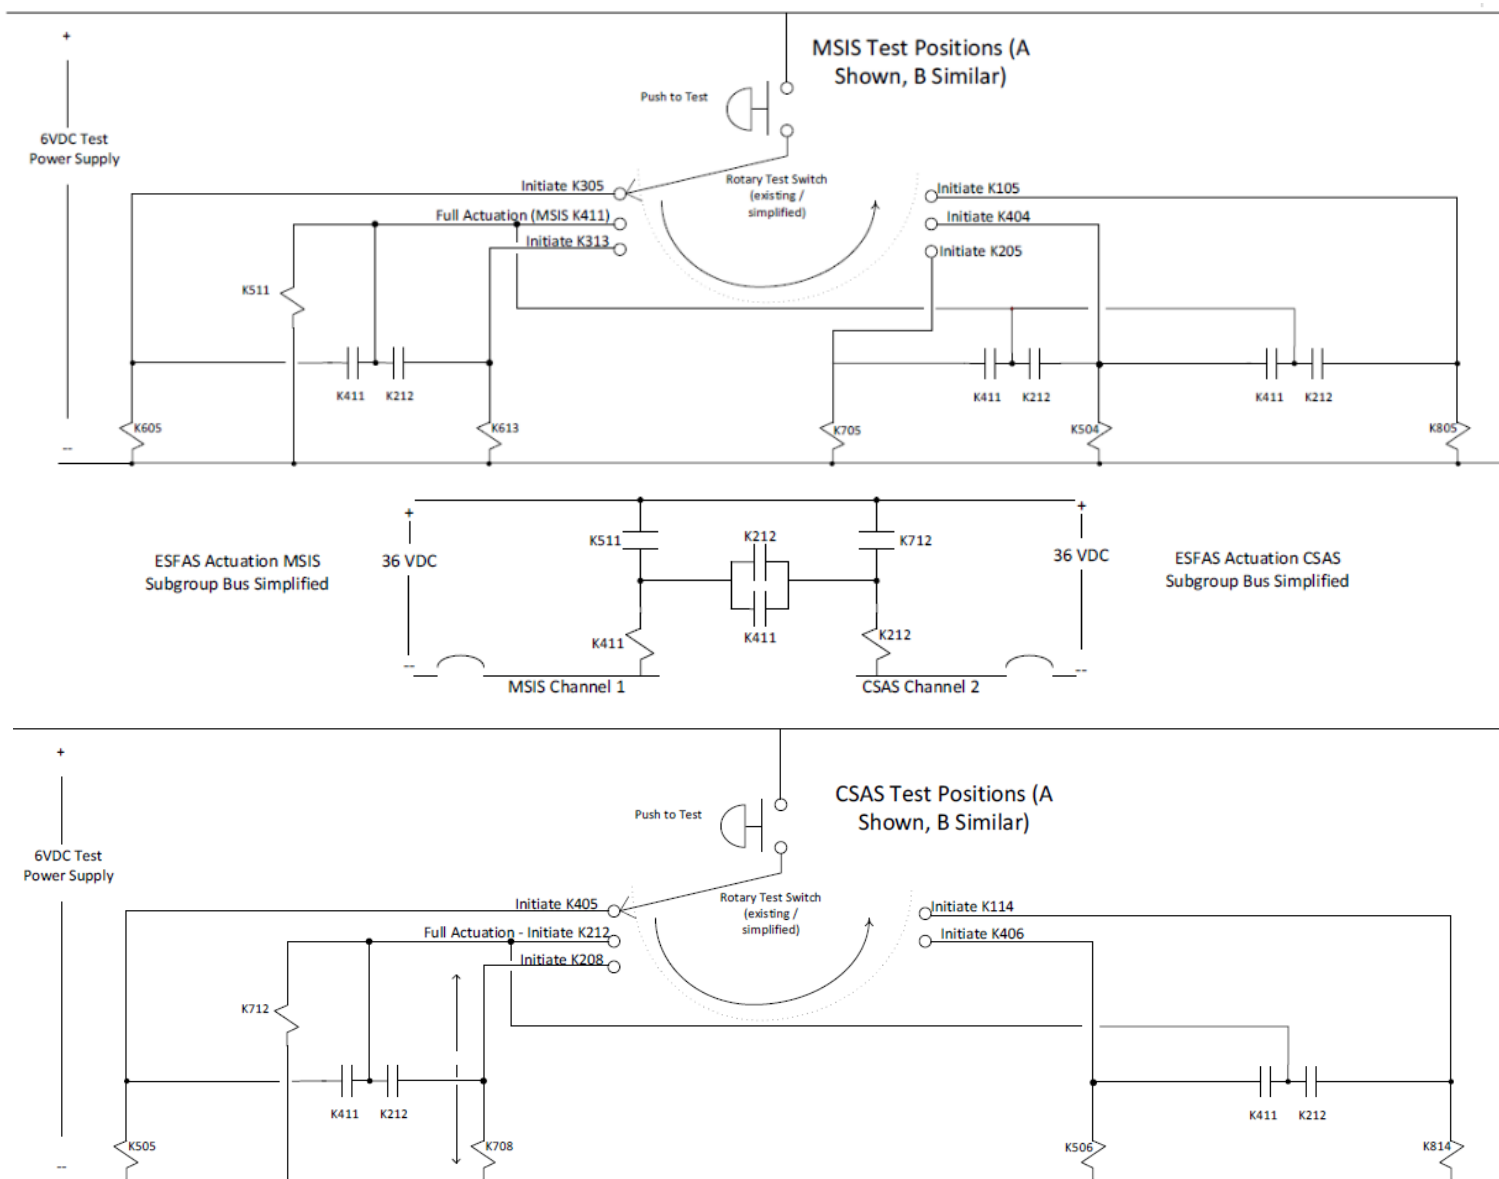 +
MSIS Test Positions (A
Shown, B Similar)
Push to Test
6VDC Test
Power Supply
Rotary Test Switch
(existing /
simplified)
Initiate K305
Initiate K105
Full Actuation (MSIS K411)
Initiate K404
Initiate K313
Initiate K205
K511
K411 K212
K411 K212
K411 K212
K605
K613
K705
K504
K805
--
+
+
K511
K212
K712
ESFAS Actuation MSIS
Subgroup Bus Simplified
36 VDC
36 VDC
ESFAS Actuation CSAS
Subgroup Bus Simplified
K411
K411
K212
--
--
MSIS Channel 1
CSAS Channel 2
+
CSAS Test Positions (A
Shown, B Similar)
Push to Test
6VDC Test
Power Supply
Rotary Test Switch
(existing /
simplified)
Initiate K405
Initiate K114
Full Actuation - Initiate K212
Initiate K406
Initiate K208
K712
K411 K212
K411 K212
K505
K708
K506
K814
--